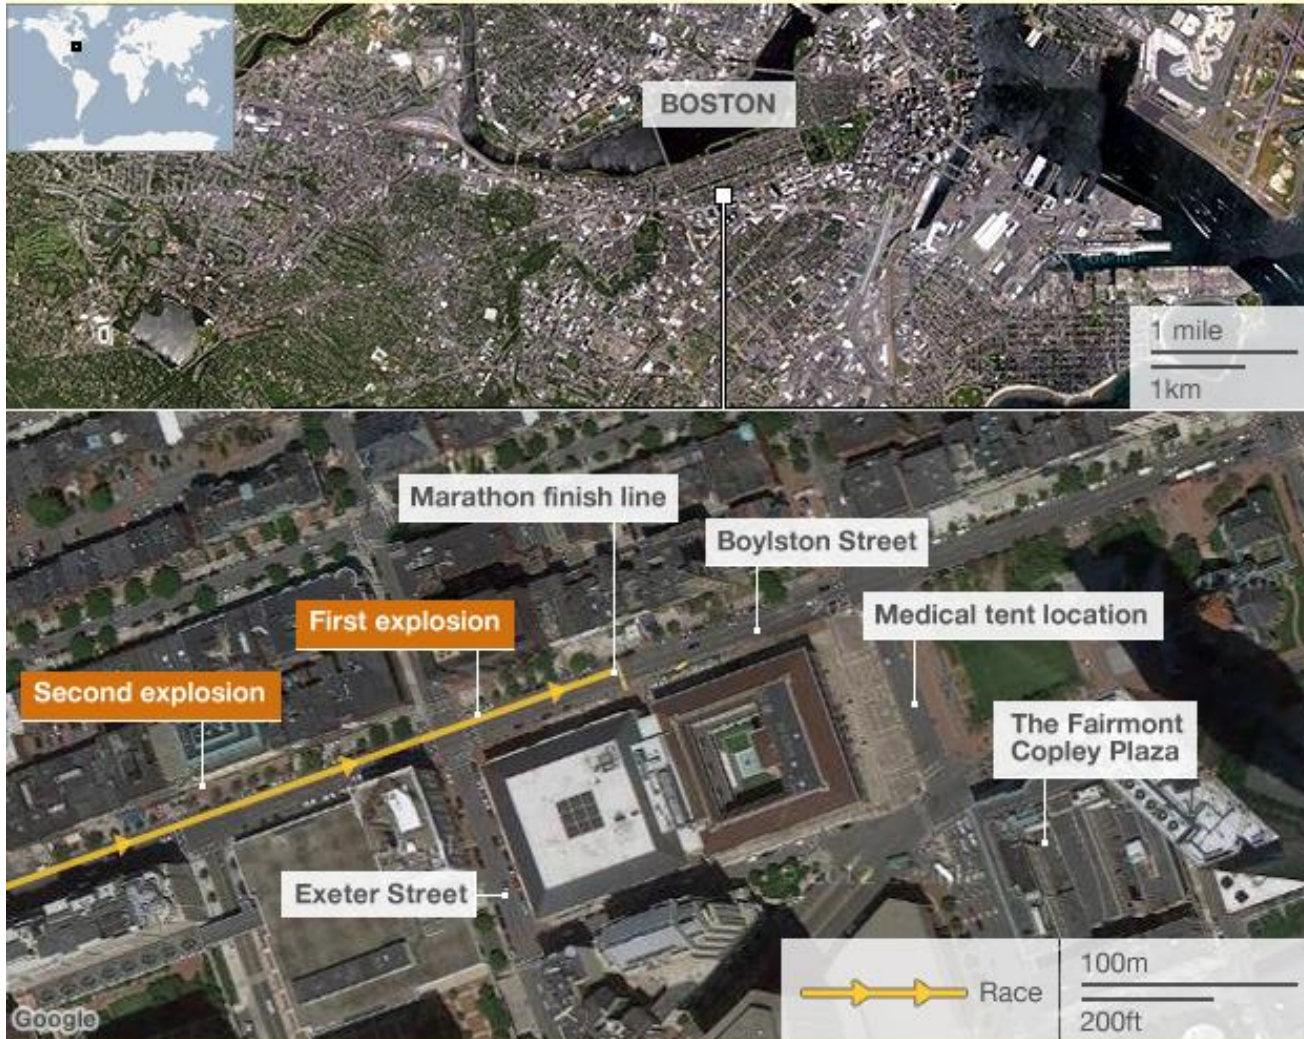 BOSTON
1 mile
1km
Marathon finish line
Boylston Street
First explosion
Medical tent location
Second explosion
The Fairmont
Copley Plaza
Exeter Street
Race
100m
200ft
Google